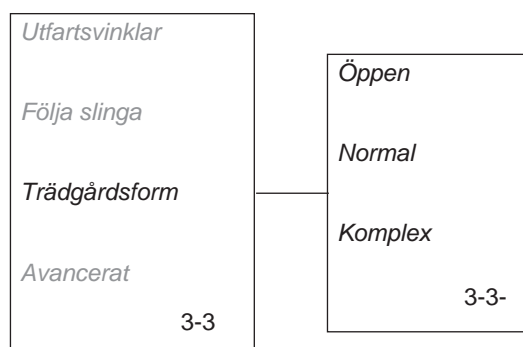 Utfartsvinklar
Följa slinga
Trädgårdsform
Avancerat
3-3
Öppen
Normal
Komplex
3-3-